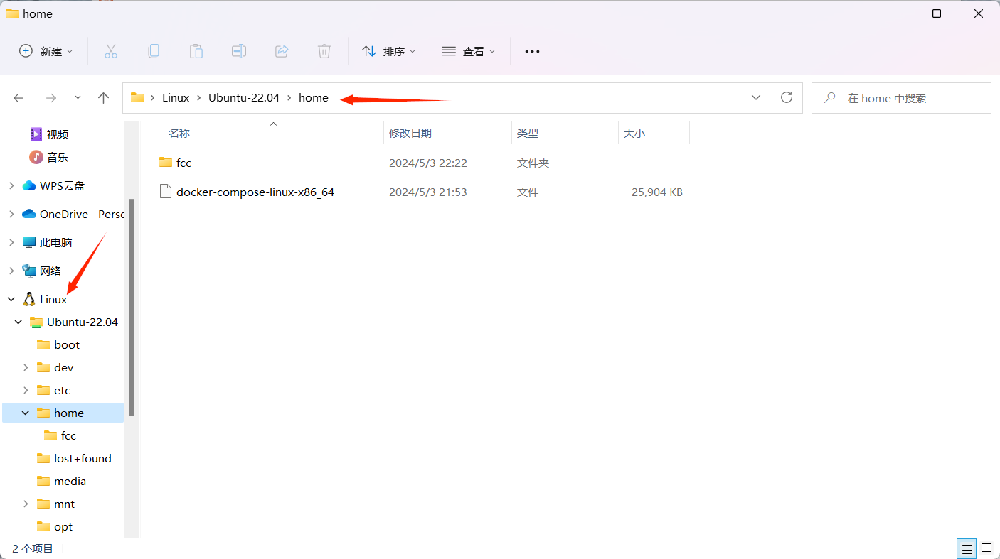 home
新建
排序
查看
Linux
Ubuntu-22.04
home
在 home 中搜索
视频
音乐
WPS云盘
OneDrive - Perso
此电脑
网络
Linux
Ubuntu-22.04
boot
dev
etc
home
fcc
lost+found
media
mnt
opt
名称 修改日期 类型 大小
fcc 2024/5/3 22:22 文件夹
docker-compose-linux-x86_64 2024/5/3 21:53 文件 25,904 KB
2 个项目